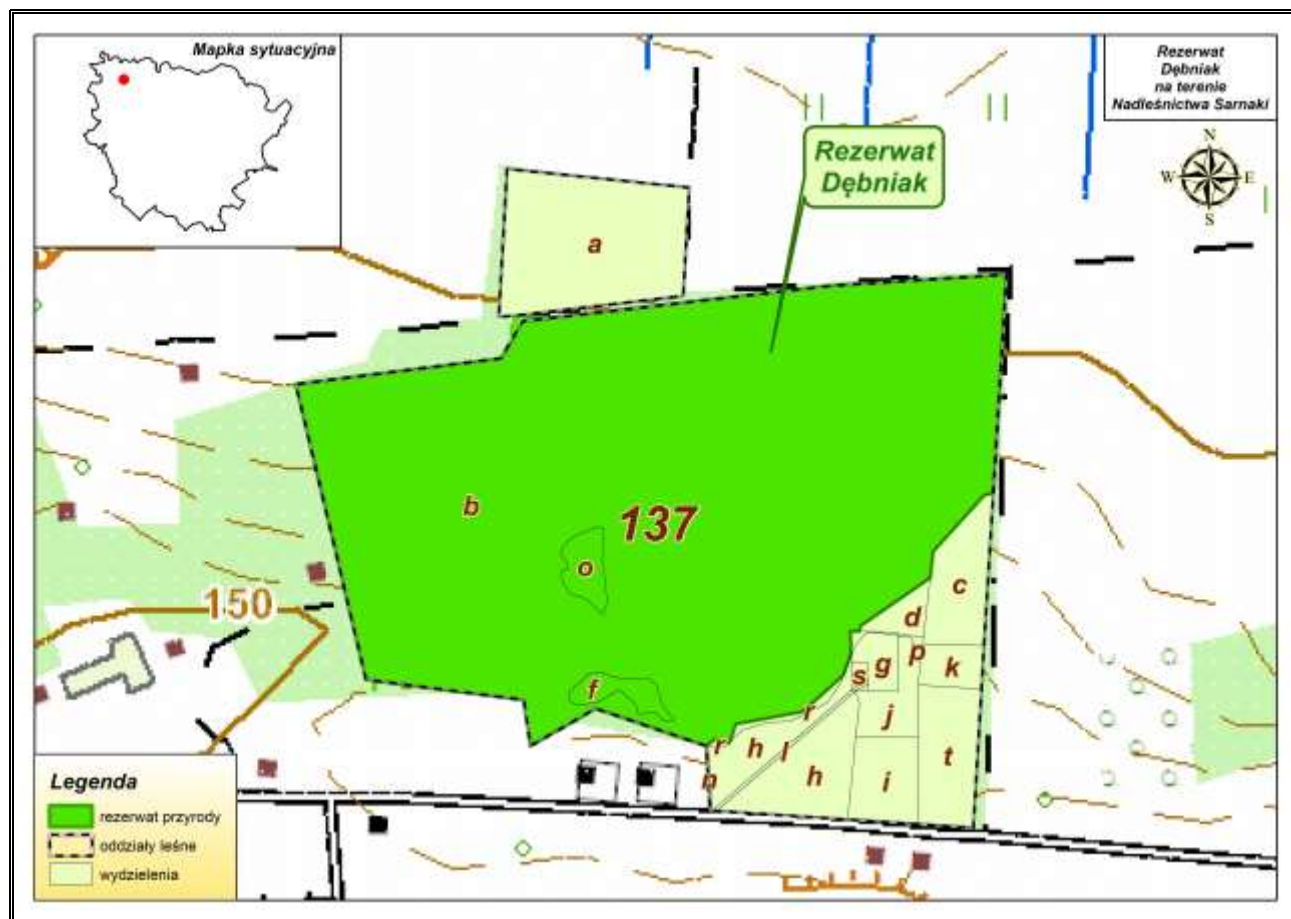 Mapka sytuacyjna
Rezerwat
Dębniak
na terenie
Nadleśnictwa Sarnaki
N
W E
S
Rezerwat
Dębniak
a
b
137
o
c
150
d
p
g
k
s
f
r
j
r
h
l
t
n
h
i
Legenda
rezerwat przyrody
oddziały leśne
wydzielenia